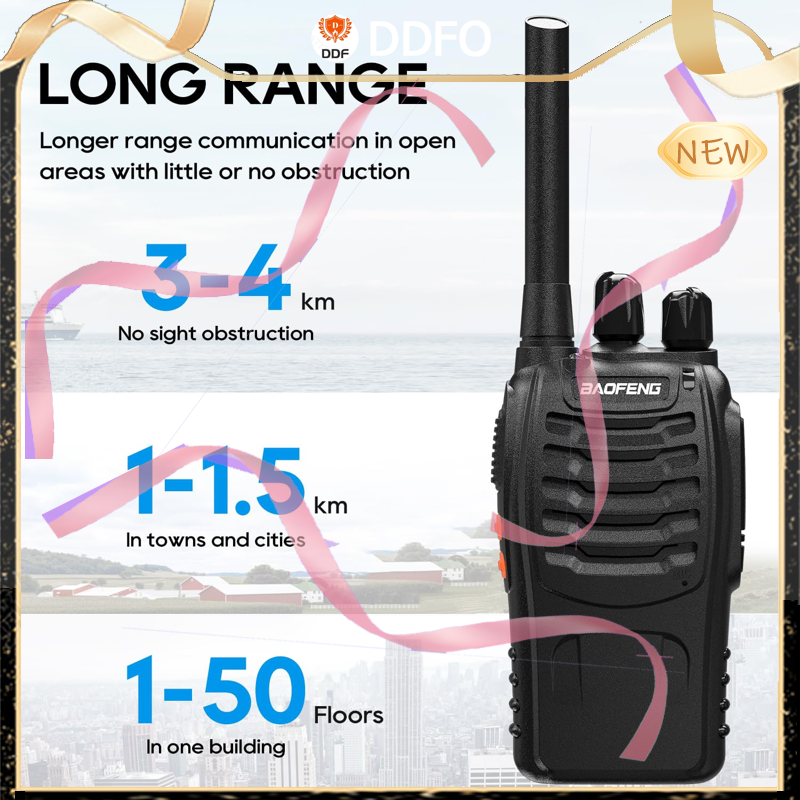 DDF
DDFO
LONG RANGE
Longer range communication in open
areas with little or no obstruction
NEW
3-4 km
No sight obstruction
BAOFENG
1-1.5 km
In towns and cities
1-50 Floors
In one building